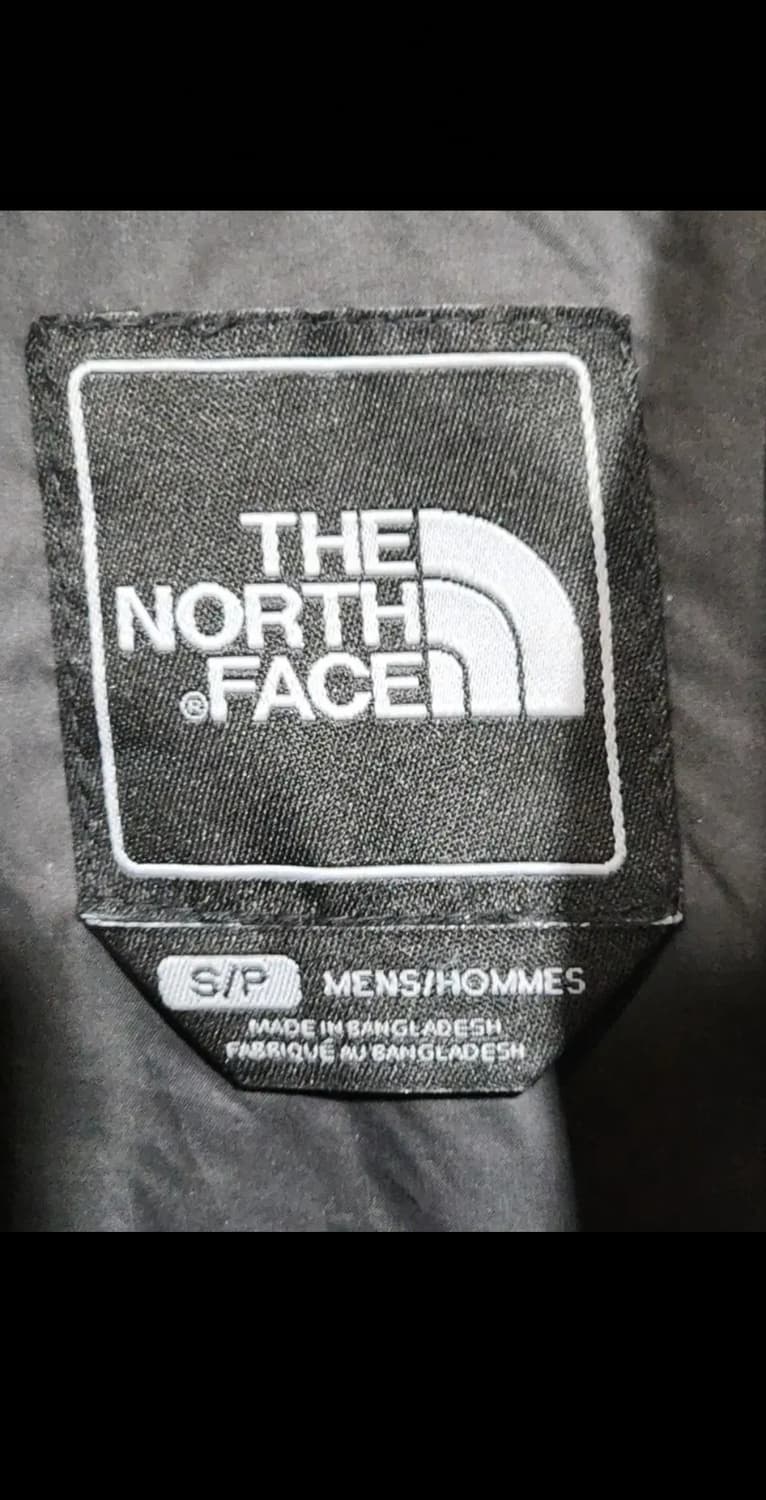 THE
NORTH
®FACE
S/P MENS/HOMMES
MADE IN BANGLADESH
FABRIQUÉ AU BANGLADESH